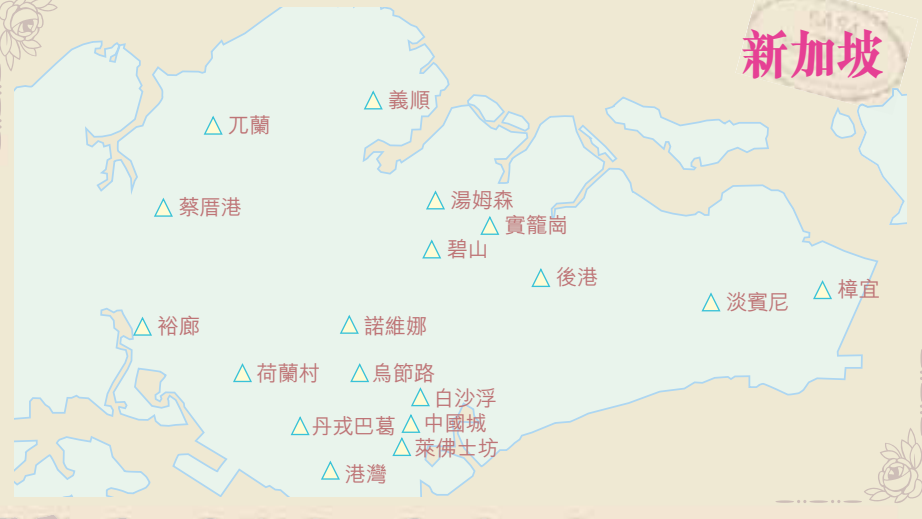 新加坡
義順
兀蘭
蔡厝港
湯姆森
實籠崗
碧山
後港
樟宜
淡賓尼
裕廊
諾維娜
荷蘭村
烏節路
白沙浮
丹戎巴葛
中國城
萊佛士坊
港灣